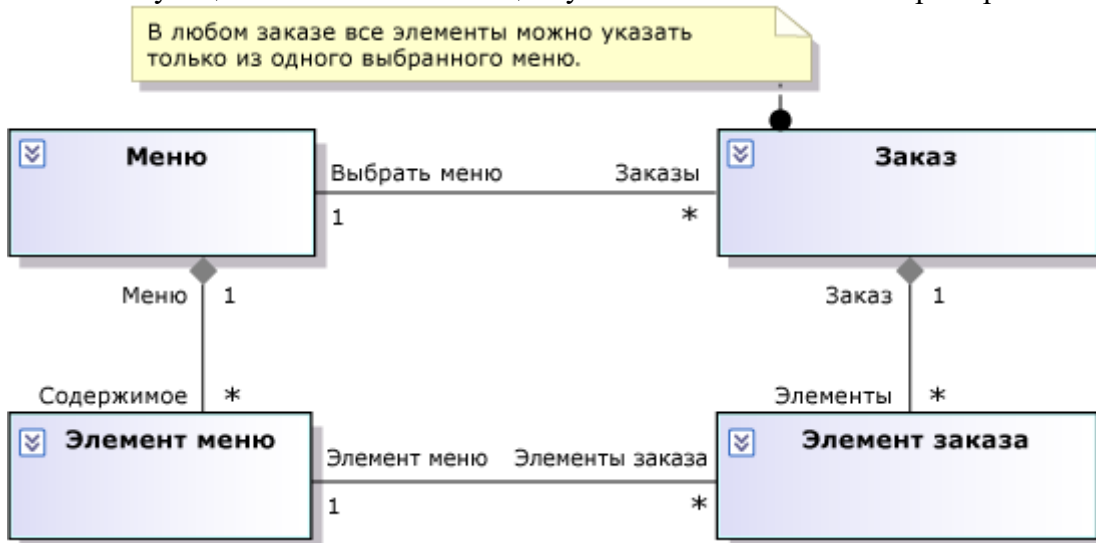 В любом заказе все элементы можно указать
только из одного выбранного меню.
Меню
Заказ
Выбрать меню
Заказы
1
*
Меню
1
Заказ
1
Содержимое
*
Элементы
*
Элемент меню
Элемент заказа
Элемент меню
Элементы заказа
1
*